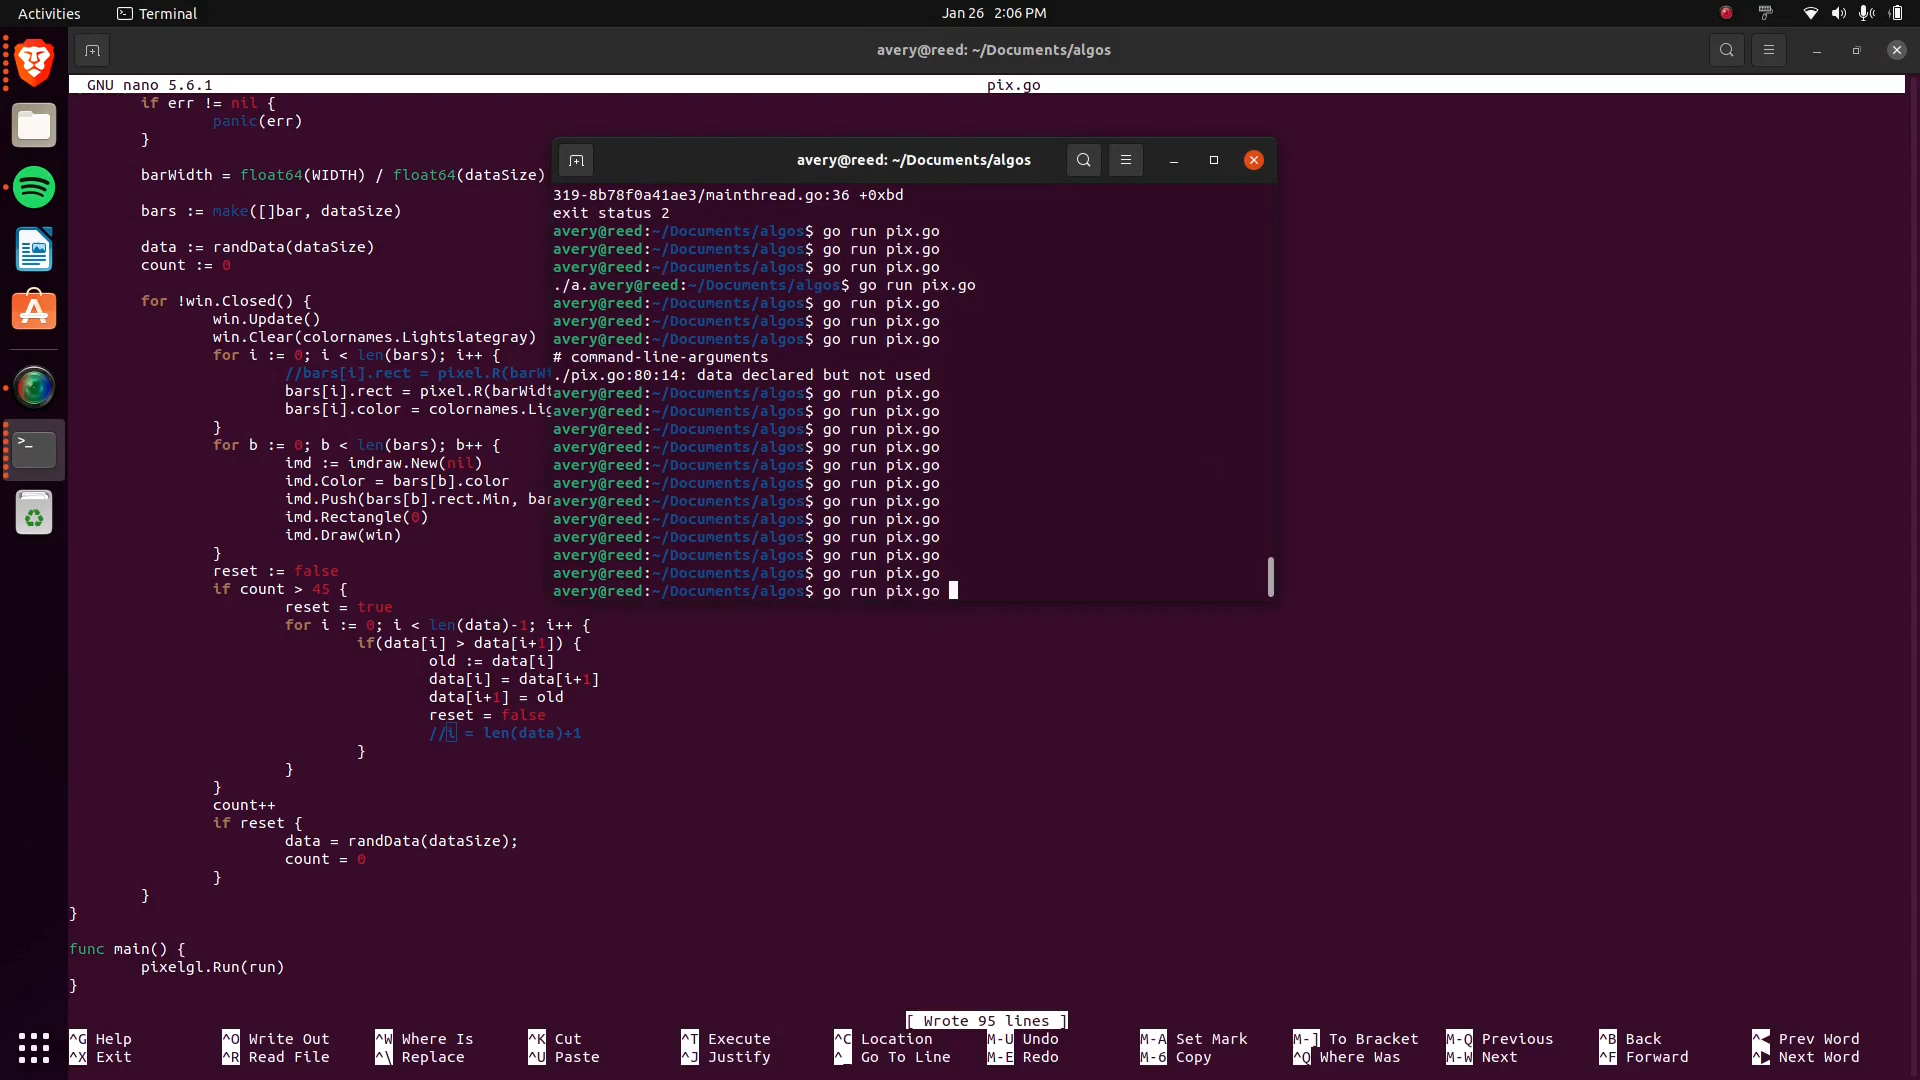 Activities
Terminal
Jan 26 2:06 PM
avery@reed: ~/Documents/algos
GNU nano 5.6.1
pix.go
if err != nil {
panic(err)
}
barWidth = float64(WIDTH) / float64(dataSize)
bars := make([]bar, dataSize)
data := randData(dataSize)
count := 0
for !win.Closed() {
win.Update()
win.Clear(colornames.Lightslategray)
for i := 0; i < len(bars); i++ {
//bars[i].rect = pixel.R(barW
bars[i].rect = pixel.R(barWid
bars[i].color = colornames.Li
}
for b := 0; b < len(bars); b++ {
imd := imdraw.New(nil)
imd.Color = bars[b].color
imd.Push(bars[b].rect.Min, ba
imd.Rectangle(0)
imd.Draw(win)
}
reset := false
if count > 45 {
reset = true
for i := 0; i < len(data)-1; i++ {
if(data[i] > data[i+1]) {
old := data[i]
data[i] = data[i+1]
data[i+1] = old
reset = false
//i = len(data)+1
}
}
}
count++
if reset {
data = randData(dataSize);
count = 0
}
}
}
func main() {
pixelgl.Run(run)
}
avery@reed: ~/Documents/algos
319-8b78f0a41ae3/mainthread.go:36 +0xbd
exit status 2
avery@reed:~/Documents/algos$ go run pix.go
avery@reed:~/Documents/algos$ go run pix.go
avery@reed:~/Documents/algos$ go run pix.go
./a.avery@reed:~/Documents/algos$ go run pix.go
avery@reed:~/Documents/algos$ go run pix.go
avery@reed:~/Documents/algos$ go run pix.go
avery@reed:~/Documents/algos$ go run pix.go
# command-line-arguments
./pix.go:80:14: data declared but not used
avery@reed:~/Documents/algos$ go run pix.go
avery@reed:~/Documents/algos$ go run pix.go
avery@reed:~/Documents/algos$ go run pix.go
avery@reed:~/Documents/algos$ go run pix.go
avery@reed:~/Documents/algos$ go run pix.go
avery@reed:~/Documents/algos$ go run pix.go
avery@reed:~/Documents/algos$ go run pix.go
avery@reed:~/Documents/algos$ go run pix.go
avery@reed:~/Documents/algos$ go run pix.go
avery@reed:~/Documents/algos$ go run pix.go
avery@reed:~/Documents/algos$ go run pix.go
avery@reed:~/Documents/algos$ go run pix.go
[ Wrote 95 lines ]
^G Help ^O Write Out ^W Where Is ^K Cut ^T Execute ^C Location M-U Undo M-A Set Mark M-] To Bracket M-Q Previous ^B Back ^◀ Prev Word
^X Exit ^R Read File ^\ Replace ^U Paste ^J Justify ^ Go To Line M-E Redo M-6 Copy ^Q Where Was M-W Next ^F Forward ^▶ Next Word